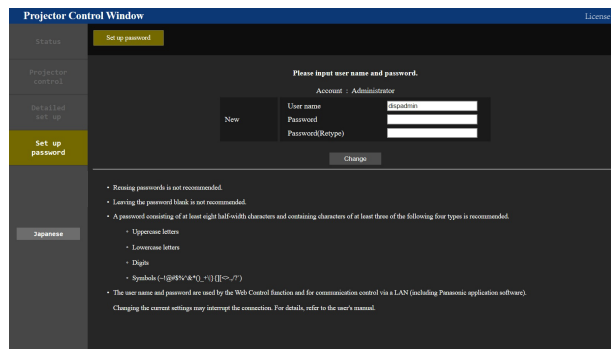 Projector Control Window
License
Status
Set up password
Projector
control
Detailed
set up
Set up
password
Japanese
Please input user name and password.
Account : Administrator
New
User name
dispadmin
Password
Password(Retype)
Change
• Reusing passwords is not recommended.
• Leaving the password blank is not recommended.
• A password consisting of at least eight half-width characters and containing characters of at least three of the following four types is recommended.
• Uppercase letters
• Lowercase letters
• Digits
• Symbols (~!@#$%^&*()_+\|}{][<>.,/?')
• The user name and password are used by the Web Control function and for communication control via a LAN (including Panasonic application software).
Changing the current settings may interrupt the connection. For details, refer to the user's manual.